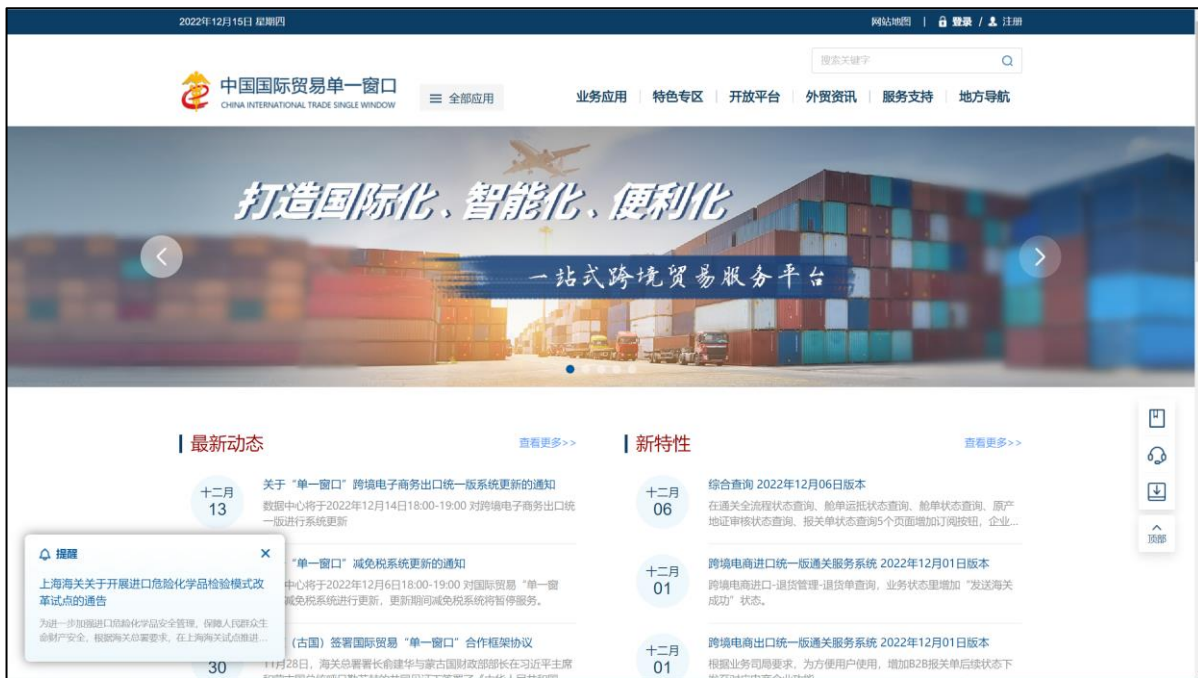 2022年12月15日 星期四
网站地图 | 登录 / 注册
搜索关键字
中国国际贸易单一窗口
CHINA INTERNATIONAL TRADE SINGLE WINDOW
全部应用
业务应用 | 特色专区 | 开放平台 | 外贸资讯 | 服务支持 | 地方导航
打造国际化、智能化、便利化
一站式跨境贸易服务平台
最新动态
查看更多>>
十二月
13
关于“单一窗口”跨境电子商务出口统一版系统更新的通知
数据中心将于2022年12月14日18:00-19:00 对跨境电子商务出口统
一版进行系统更新
“单一窗口”减免税系统更新的通知
中心将于2022年12月6日18:00-19:00 对国际贸易“单一窗
减免税系统进行更新，更新期间减免税系统将暂停服务。
（古国）签署国际贸易“单一窗口”合作框架协议
30
11月28日，海关总署署长俞建华与蒙古国财政部部长在习近平主席
新特性
查看更多>>
十二月
06
综合查询 2022年12月06日版本
在通关全流程状态查询、舱单运抵状态查询、舱单状态查询、原产
地证审核状态查询、报关单状态查询5个页面增加订阅按钮，企业...
十二月
01
跨境电商进口统一版通关服务系统 2022年12月01日版本
跨境电商进口-退货管理-退货单查询，业务状态里增加“发送海关
成功”状态。
十二月
01
跨境电商出口统一版通关服务系统 2022年12月01日版本
根据业务司局要求，为方便用户使用，增加B2B报关单后续状态下
提醒
上海海关关于开展进口危险化学品检验模式改
革试点的通告
为进一步加强进口危险化学品安全管理，保障人民群众生
命财产安全，根据海关总署要求，在上海海关试点推进...
顶部